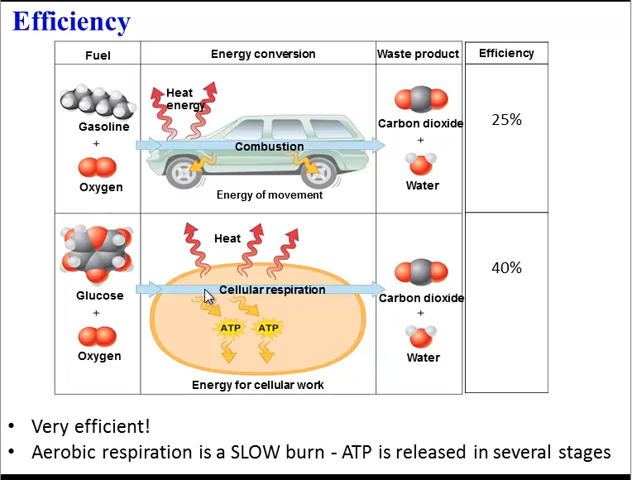 Efficiency
Fuel Energy conversion Waste product Efficiency
Heat
energy
Gasoline
+
Oxygen
Combustion
Energy of movement
Carbon dioxide
+
Water
25%
Glucose
+
Oxygen
Heat
Cellular respiration
ATP ATP
Energy for cellular work
Carbon dioxide
+
Water
40%
• Very efficient!
• Aerobic respiration is a SLOW burn - ATP is released in several stages